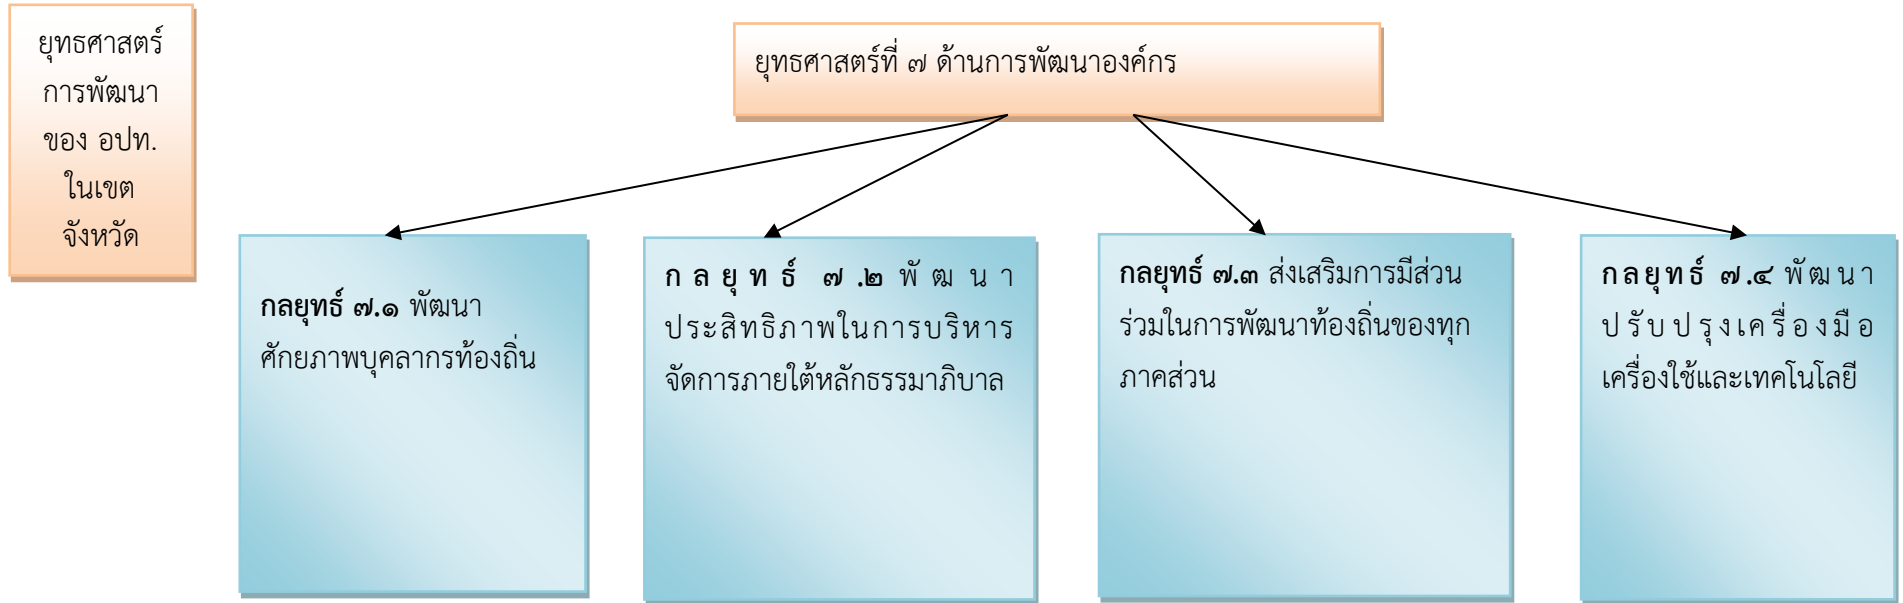 ยุทธศาสตร์
การพัฒนา
ของ อปท.
ในเขต
จังหวัด
ยุทธศาสตร์ที่ ๗ ด้านการพัฒนาองค์กร
กลยุทธ์ ๗.๑ พัฒนา
ศักยภาพบุคลากรท้องถิ่น
กลยุทธ์ ๗.๒ พัฒนา
ประสิทธิภาพในการบริหาร
จัดการภายใต้หลักธรรมาภิบาล
กลยุทธ์ ๗.๓ ส่งเสริมการมีส่วน
ร่วมในการพัฒนาท้องถิ่นของทุก
ภาคส่วน
กลยุทธ์ ๗.๔ พัฒนา
ปรับปรุงเครื่องมือ
เครื่องใช้และเทคโนโลยี